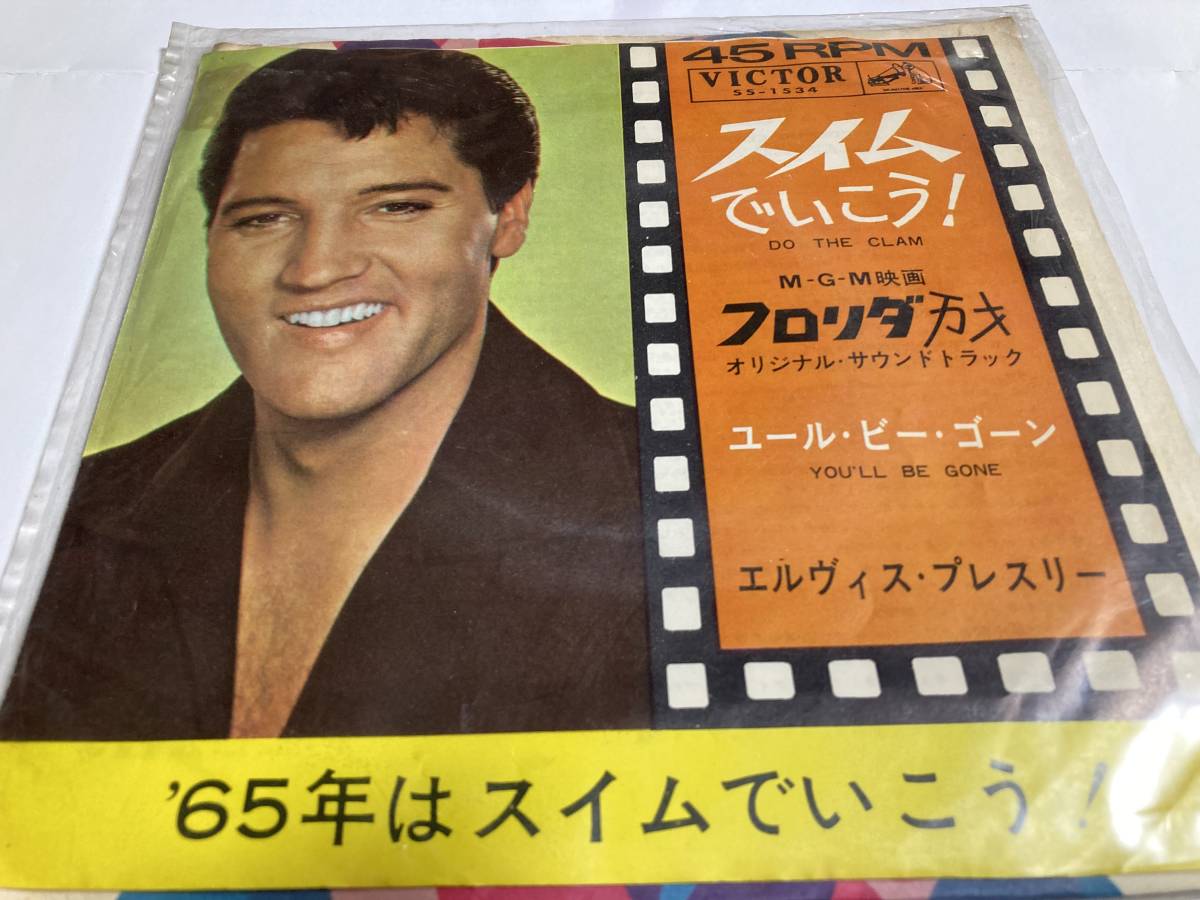 45 RPM
VICTOR
SS-1534
スイム
でいこう!
DO THE CLAM
M-G-M映画
フロリダ万才
オリジナル・サウンドトラック
ユール・ビー・ゴーン
YOU'LL BE GONE
エルヴィス・プレスリー
'65年はスイムでいこう!